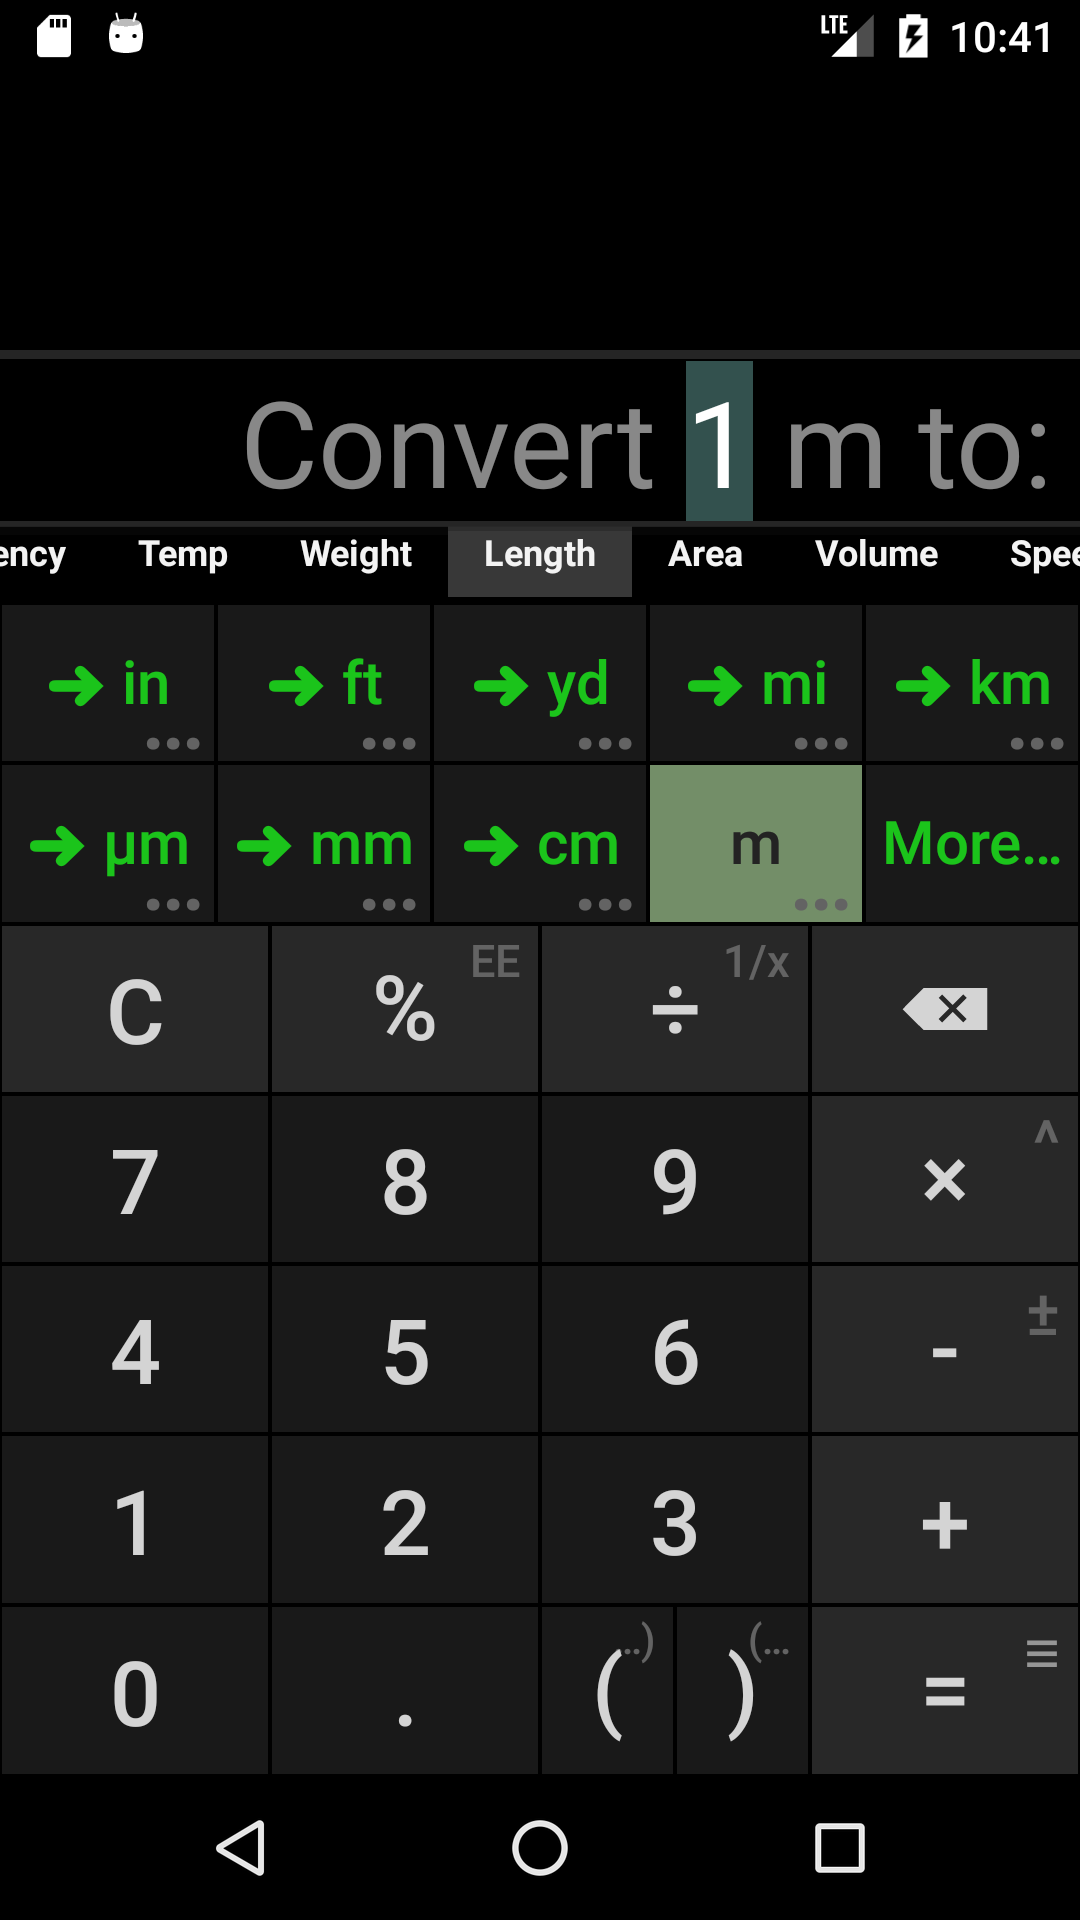 LTE 10:41
Convert 1 m to:
ency Temp Weight Length Area Volume Spee
in ft yd mi km
µm mm cm m More...
C % EE ÷ 1/x
7 8 9 × ^
4 5 6 - ±
1 2 3 +
0 . ( ..) ) (... =